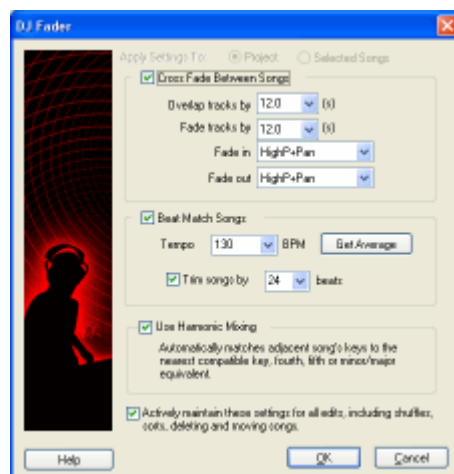 DJ Fader
Apply Settings To: Project Selected Songs
Cross Fade Between Songs
Overlap tracks by 12.0 (s)
Fade tracks by 12.0 (s)
Fade in HighP+Pan
Fade out HighP+Pan
Beat Match Songs
Tempo 130 BPM Get Average
Trim songs by 24 beats
Use Harmonic Mixing
Automatically matches adjacent song's keys to the
nearest compatible key, fourth, fifth or minor/major
equivalent.
Actively maintain these settings for all edits, including shuffles,
sorts, deleting and moving songs.
Help OK Cancel